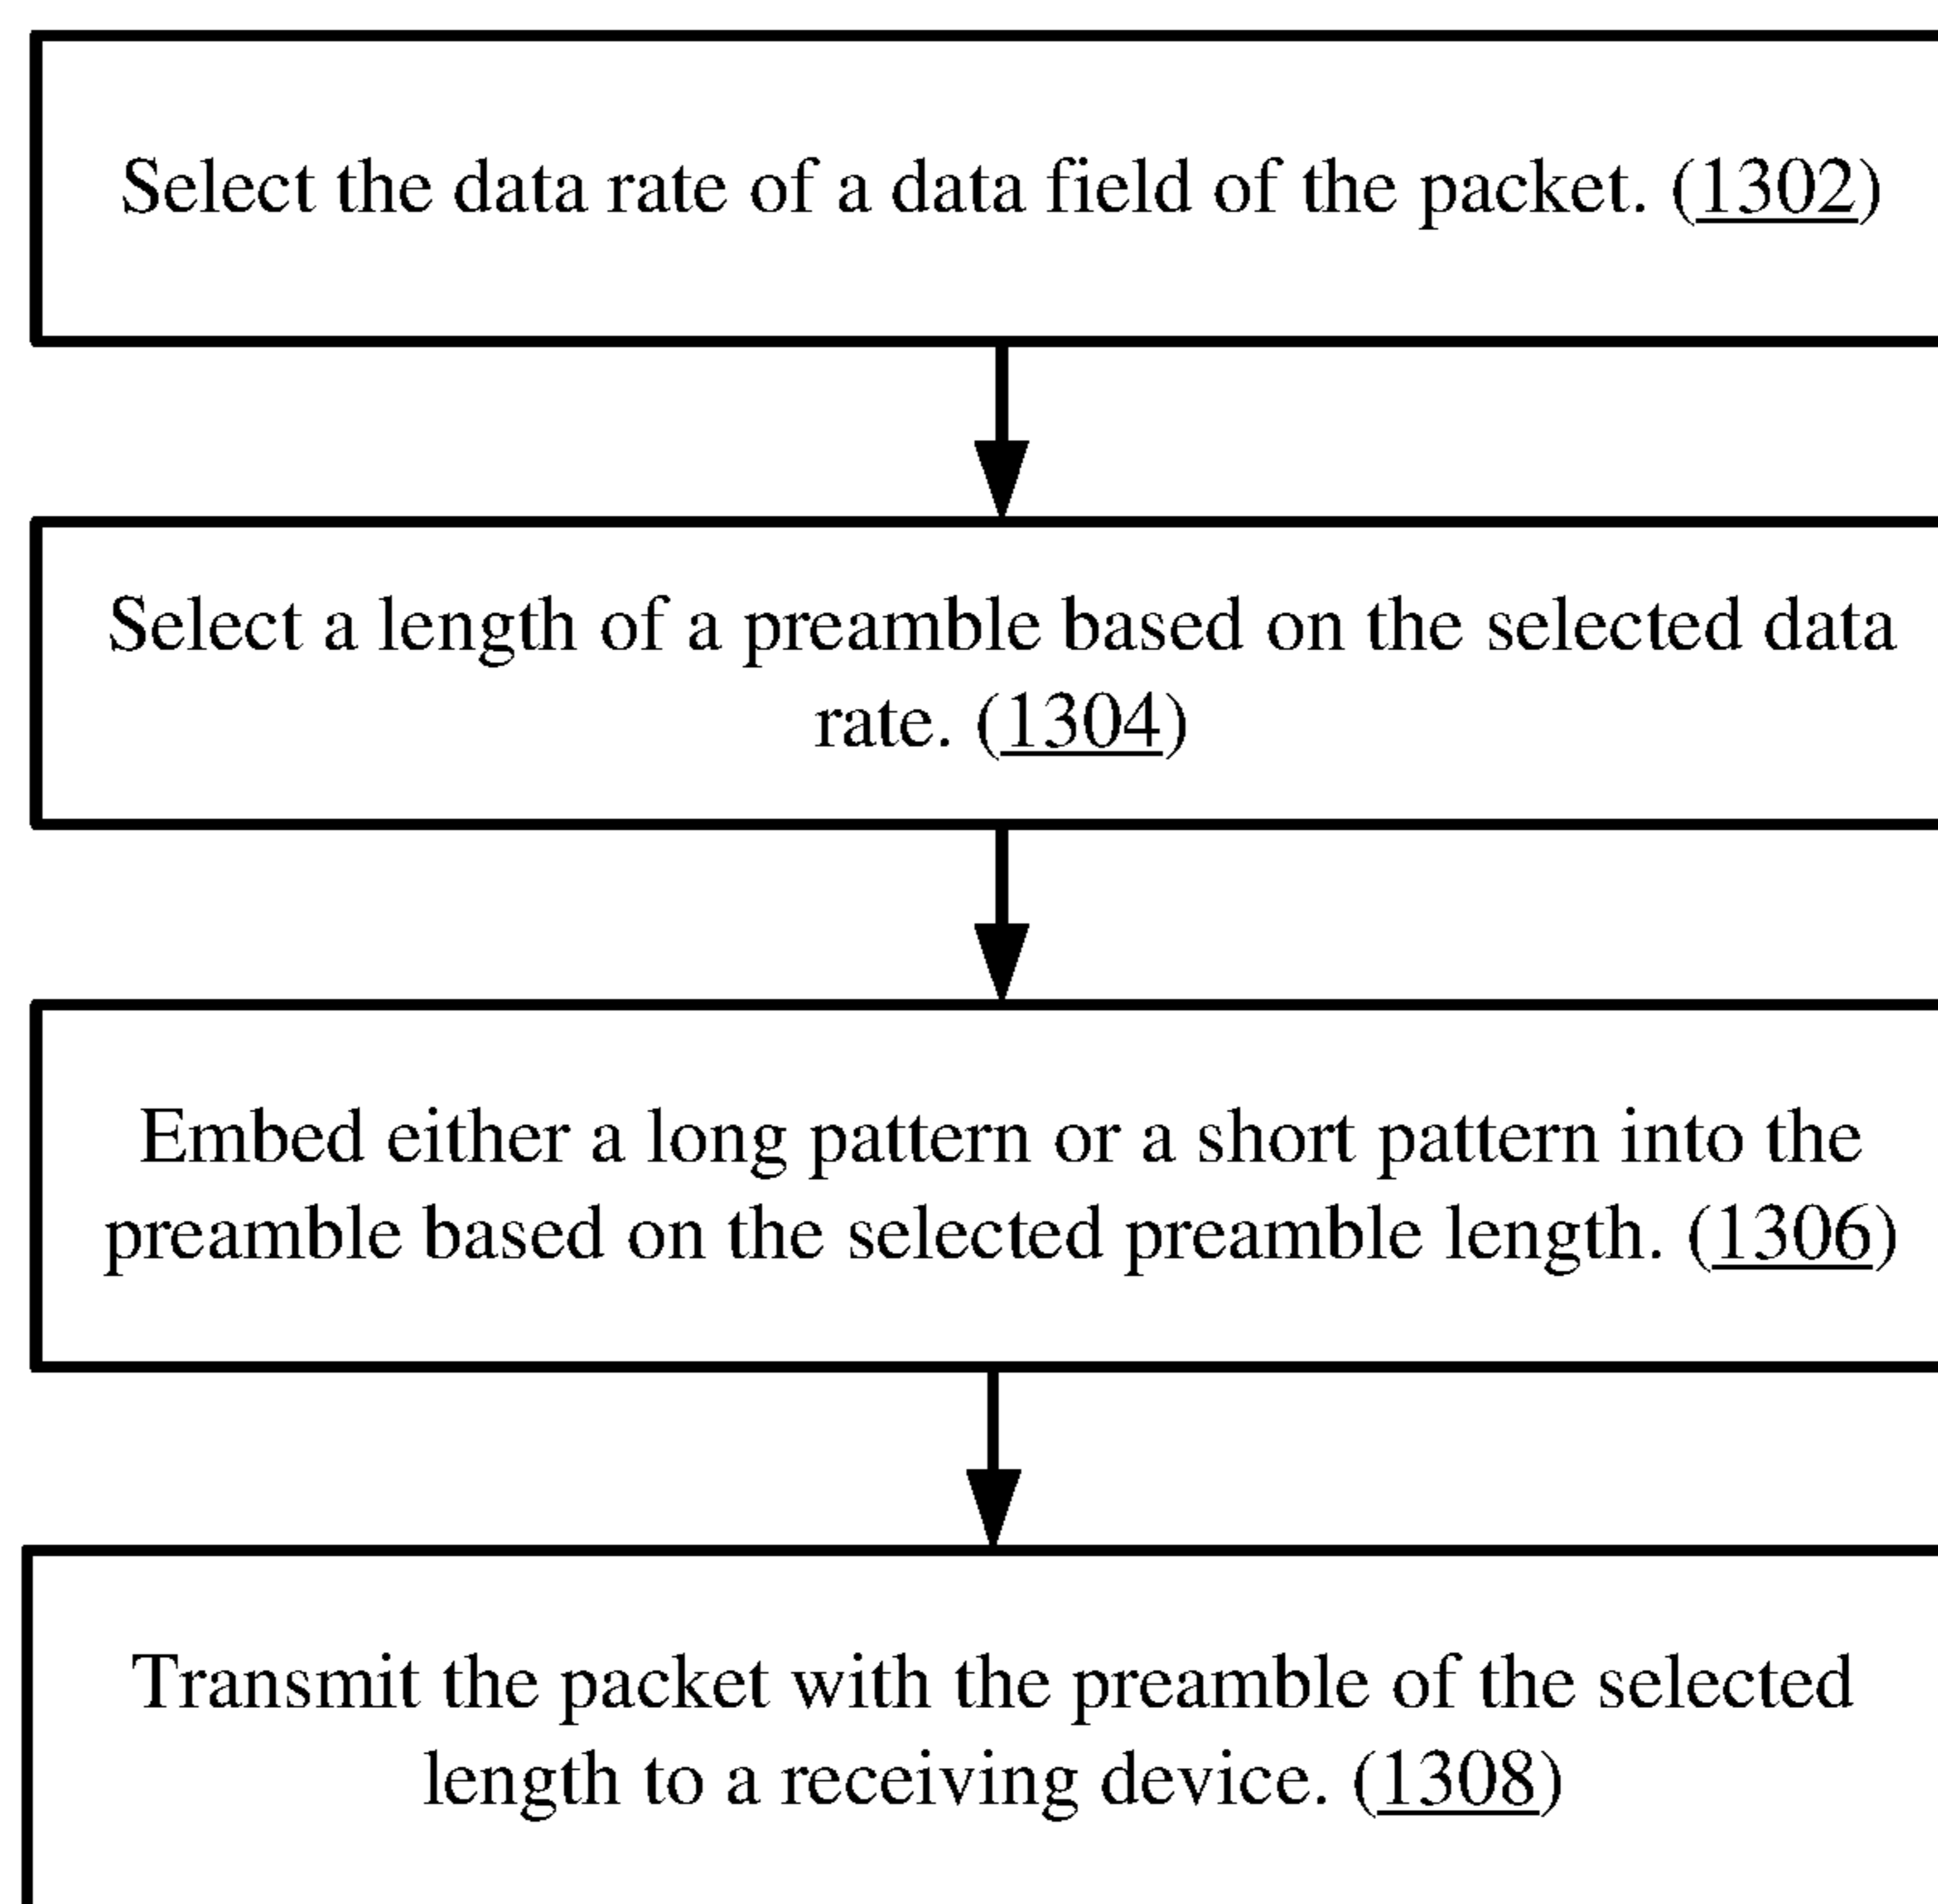 Select the data rate of a data field of the packet. (1302)
Select a length of a preamble based on the selected data
rate. (1304)
Embed either a long pattern or a short pattern into the
preamble based on the selected preamble length. (1306)
Transmit the packet with the preamble of the selected
length to a receiving device. (1308)